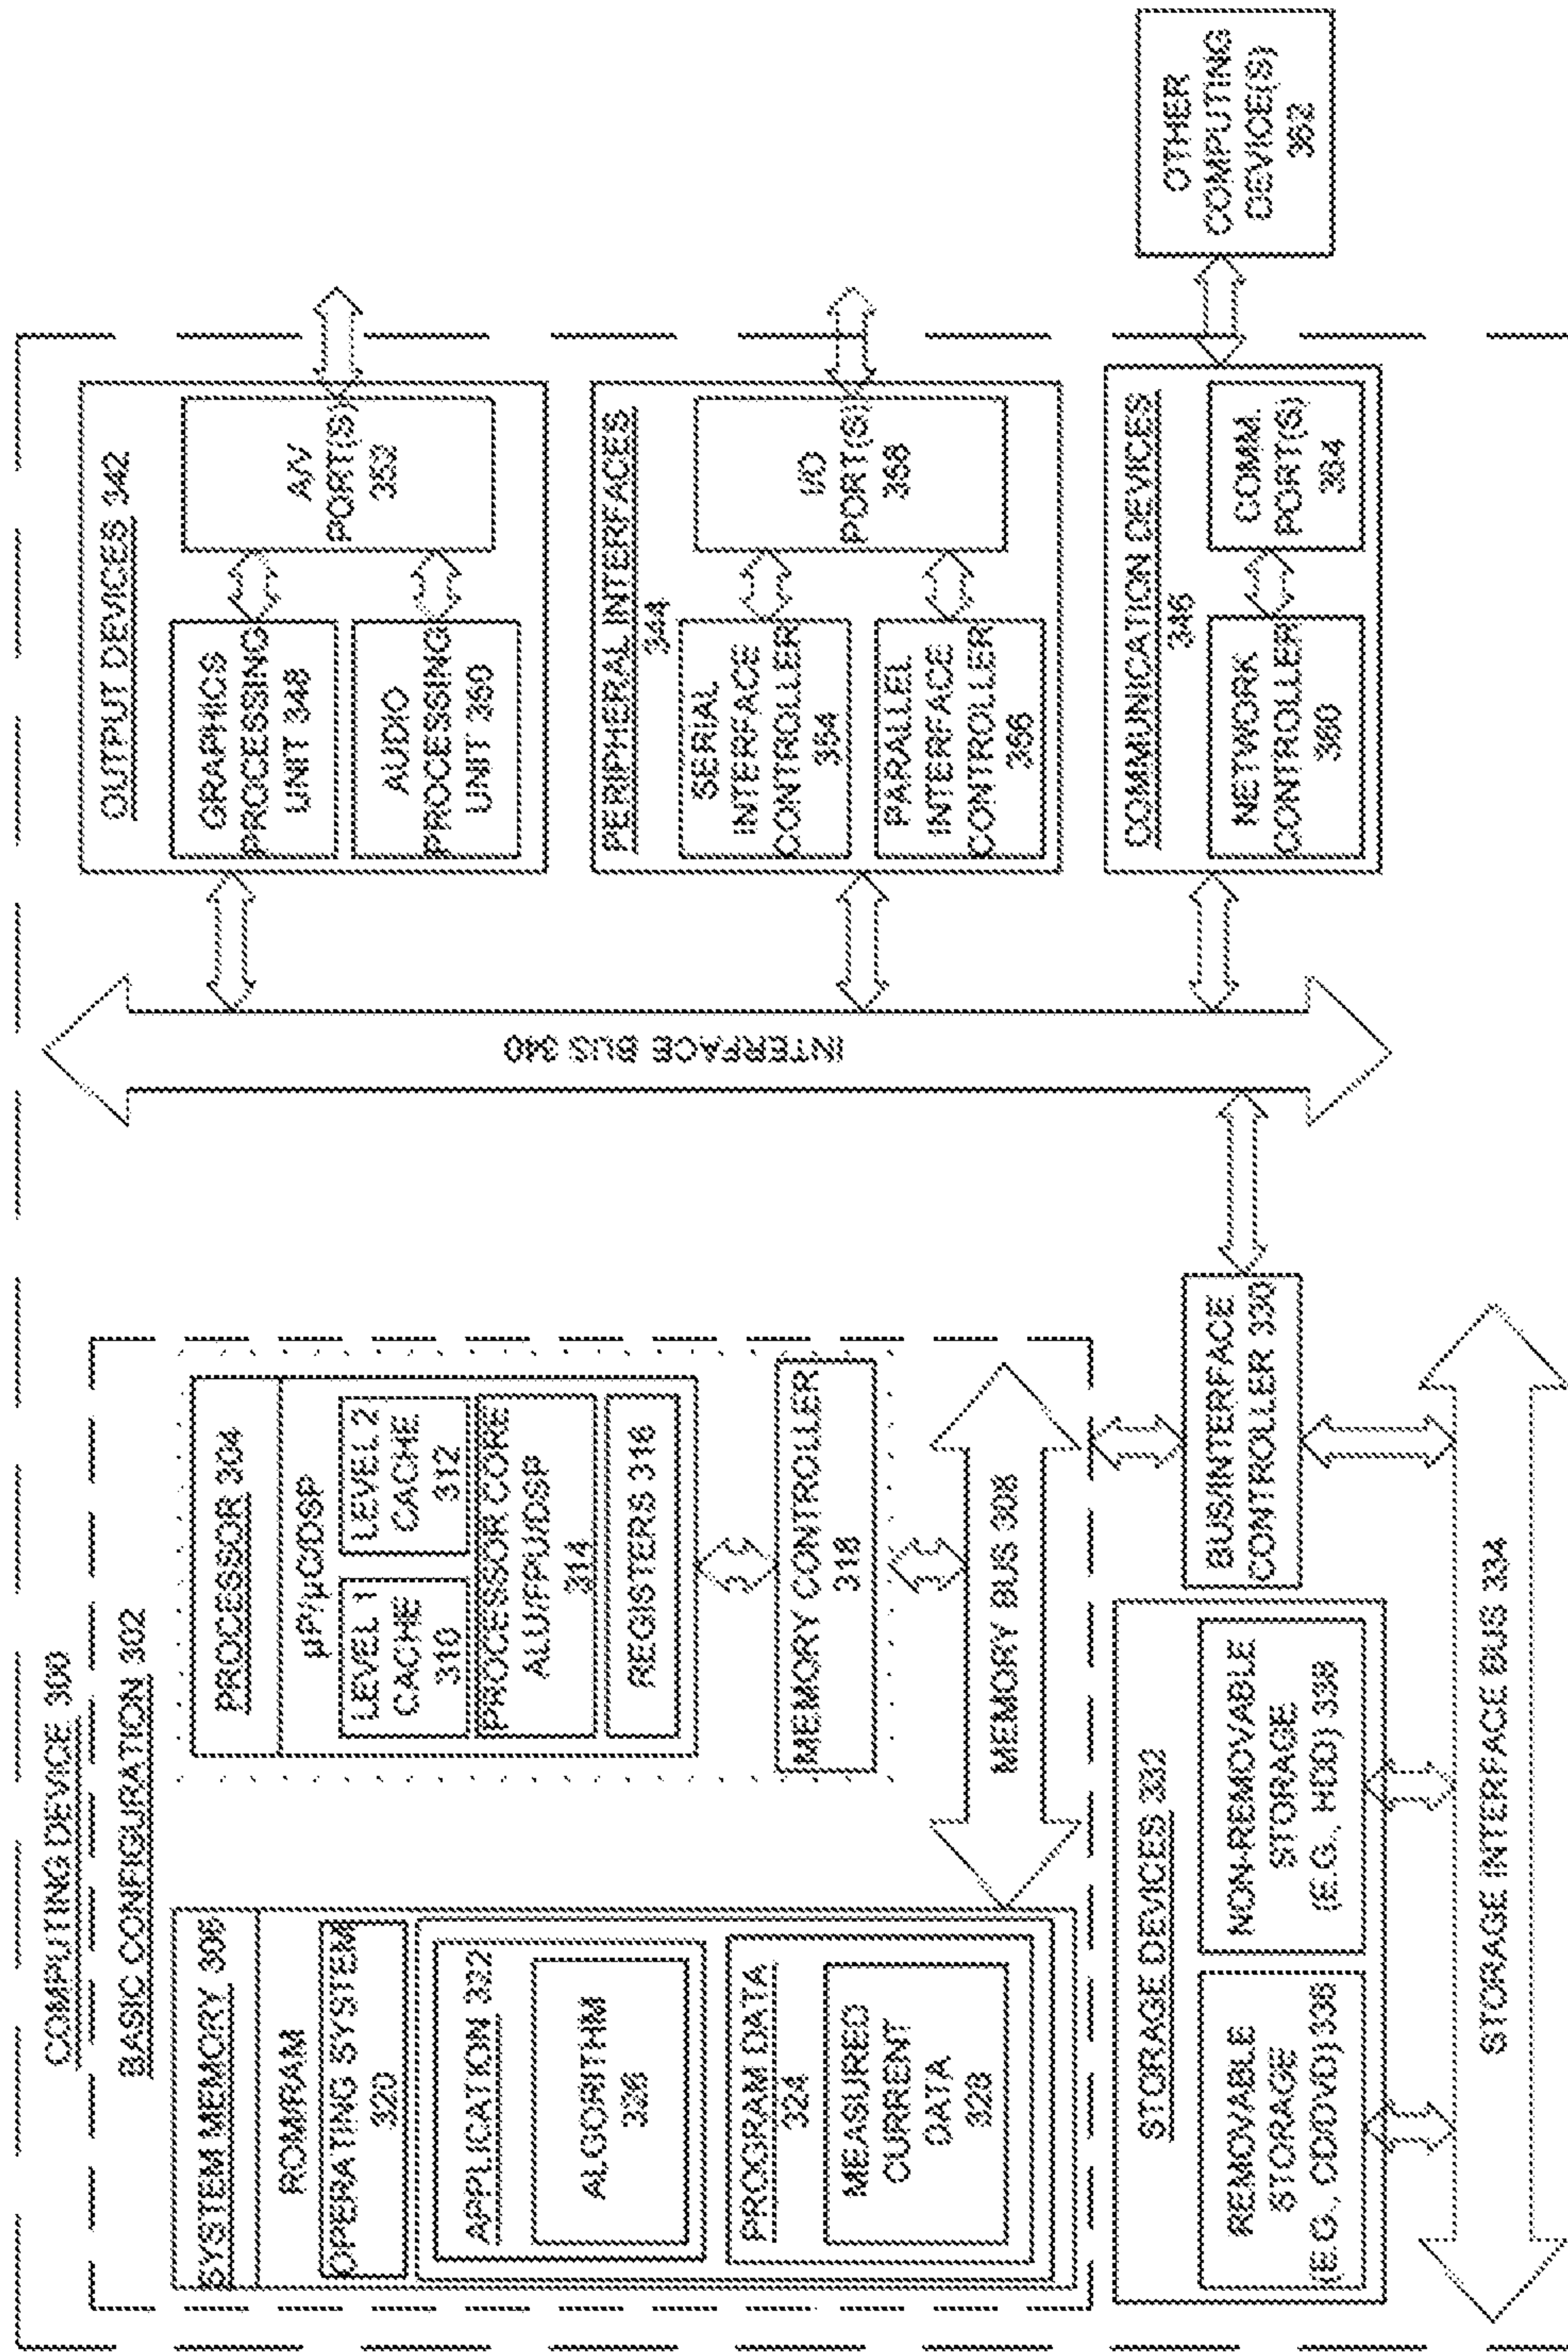 COMPUTING DEVICE 300
BASIC CONFIGURATION 302
SYSTEM MEMORY 306
ROM/RAM
OPERATING SYSTEM
320
APPLICATION 322
ALGORITHM
326
PROGRAM DATA
324
MEASURED
CURRENT
DATA
328
PROCESSOR 304
µP/µC/DSP
LEVEL 1
CACHE
310
LEVEL 2
CACHE
312
PROCESSOR CORE
ALU/FPU/DSP
314
REGISTERS 316
MEMORY CONTROLLER
318
MEMORY BUS 308
BUS/INTERFACE
CONTROLLER 330
STORAGE DEVICES 332
REMOVABLE
STORAGE
(E.G., CD/DVD) 336
NON-REMOVABLE
STORAGE
(E.G., HDD) 338
STORAGE INTERFACE BUS 334
INTERFACE BUS 340
OUTPUT DEVICES 342
GRAPHICS
PROCESSING
UNIT 348
AUDIO
PROCESSING
UNIT 350
A/V
PORT(S)
352
PERIPHERAL INTERFACES
344
SERIAL
INTERFACE
CONTROLLER
354
PARALLEL
INTERFACE
CONTROLLER
356
I/O
PORT(S)
358
COMMUNICATION DEVICES
346
NETWORK
CONTROLLER
360
COMM.
PORT(S)
364
OTHER
COMPUTING
DEVICE(S)
362